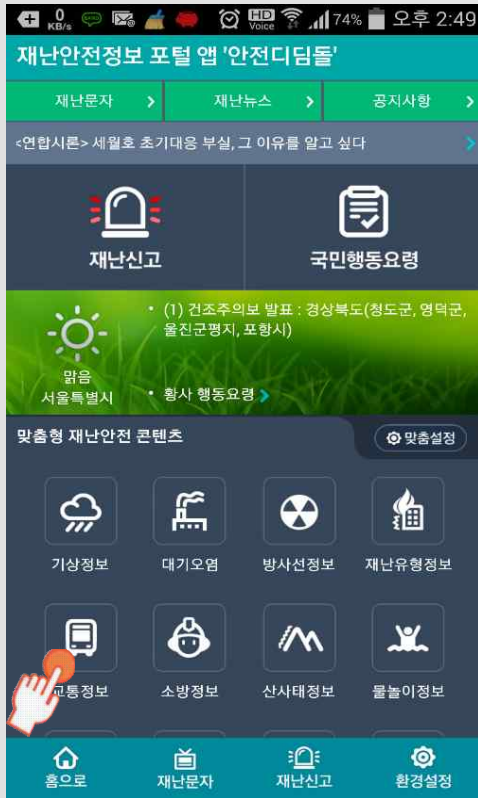 0 KB/s HD Voice 74% 오후 2:49
재난안전정보 포털 앱 '안전디딤돌'
재난문자 > 재난뉴스 > 공지사항 >
<연합시론> 세월호 초기대응 부실, 그 이유를 알고 싶다 >
재난신고 국민행동요령
• (1) 건조주의보 발표 : 경상북도(청도군, 영덕군,
울진군평지, 포항시)
맑음
서울특별시
• 황사 행동요령 >
맞춤형 재난안전 콘텐츠 맞춤설정
기상정보 대기오염 방사선정보 재난유형정보
교통정보 소방정보 산사태정보 물놀이정보
홈으로 재난문자 재난신고 환경설정